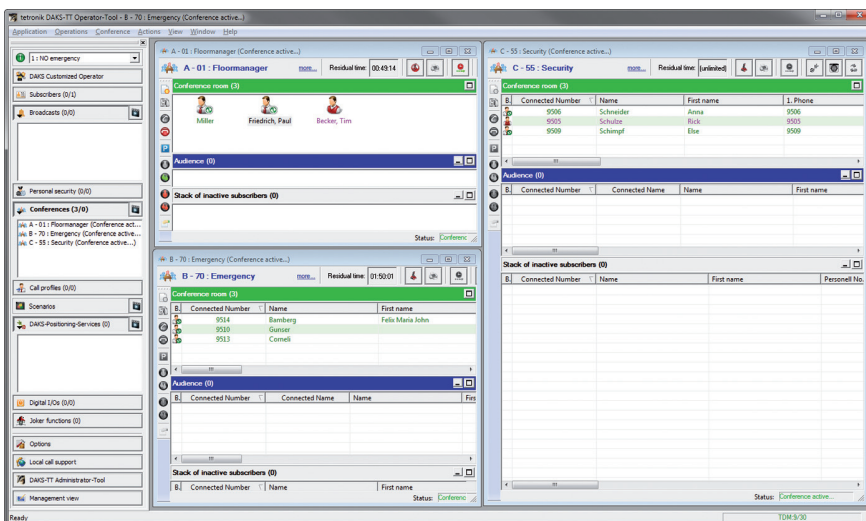 tetronik DAKS-TT Operator-Tool - B - 70 : Emergency (Conference active...)
Application Operations Conference Actions View Window Help
1 : NO emergency
DAKS Customized Operator
Subscribers (0/1)
Broadcasts (0/0)
Personal security (0/0)
Conferences (3/0)
A - 01 : Floormanager (Conference act...
B - 70 : Emergency (Conference active...)
C - 55 : Security (Conference active...)
Call profiles (0/0)
Scenarios
DAKS-Positioning-Services (0)
Digital I/Os (0/0)
Joker functions (0)
Options
Local call support
DAKS-TT Administrator-Tool
Management view
Ready
A - 01 : Floormanager (Conference active...)
A - 01 : Floormanager more... Residual time: 00:49:14
Conference room (3)
Miller Friedrich, Paul Becker, Tim
Audience (0)
Stack of inactive subscribers (0)
Status: Conferenc
B - 70 : Emergency (Conference active...)
B - 70 : Emergency more... Residual time: 01:50:01
Conference room (3)
B. Connected Number Name First name
9514 Bamberg Felix Maria John
9510 Gunser
9513 Corneli
Audience (0)
B. Connected Number Connected Name Name Firs
Stack of inactive subscribers (0)
B. Connected Number Name First name
Status: Conferenc
C - 55 : Security (Conference active...)
C - 55 : Security more... Residual time: [unlimited]
Conference room (3)
B. Connected Number Name First name 1. Phone
9506 Schneider Anna 9506
9505 Schulze Rick 9505
9509 Schimpf Else 9509
Audience (0)
B. Connected Number Connected Name Name First name
Stack of inactive subscribers (0)
B. Connected Number Name First name Personell No.
Status: Conference active...
TDM:9/30